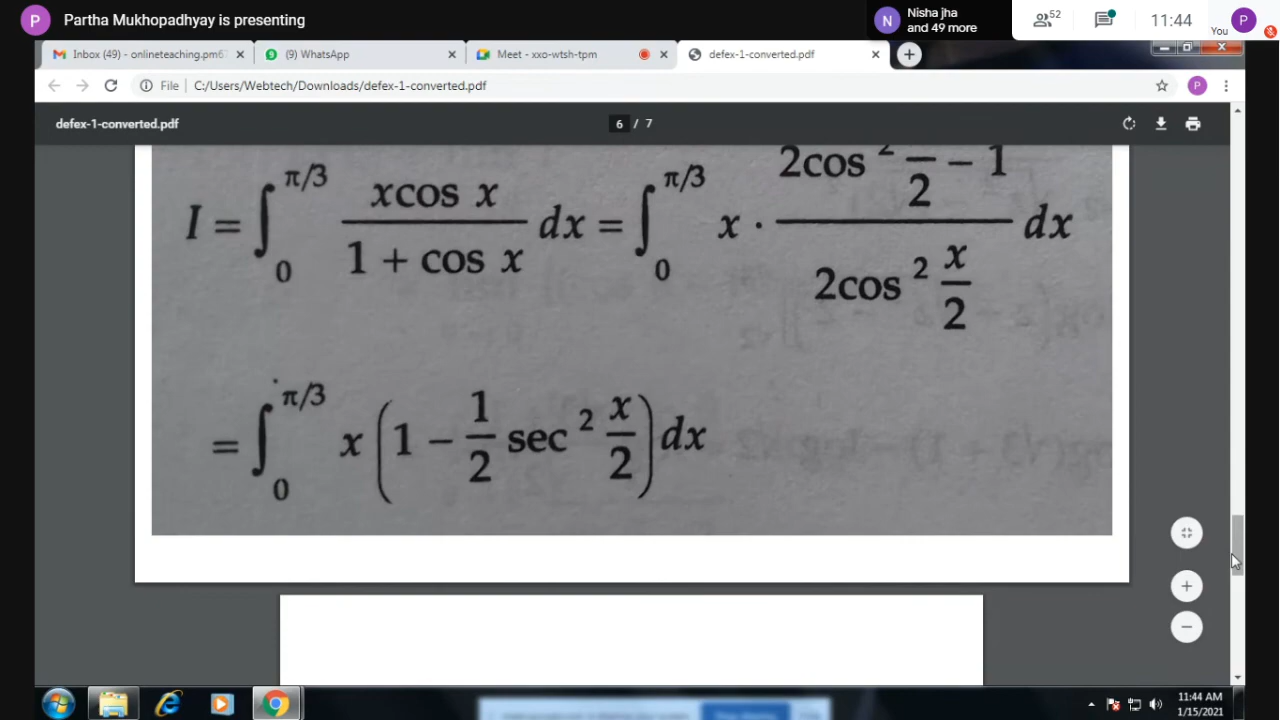 Partha Mukhopadhyay is presenting
Nisha jha
and 49 more
52
11:44
You
Inbox (49) - onlineteaching.pm6
(9) WhatsApp
Meet - xxo-wtsh-tpm
defex-1-converted.pdf
File C:/Users/Webtech/Downloads/defex-1-converted.pdf
defex-1-converted.pdf
6 / 7
I = ∫₀^{π/3} (x cos x)/(1 + cos x) dx = ∫₀^{π/3} x · (2cos² x/2 − 1)/(2cos² x/2) dx
= ∫₀^{π/3} x (1 − 1/2 sec² x/2) dx
11:44 AM
1/15/2021